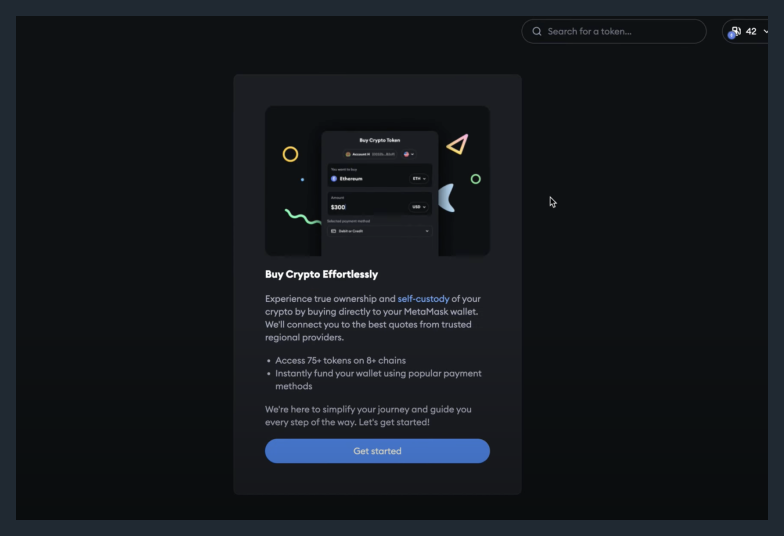 Search for a token...
42
Buy Crypto Token
Account 11
You want to buy
Ethereum
ETH
Amount
$300
USD
Selected payment method
Debit or Credit
Buy Crypto Effortlessly
Experience true ownership and self-custody of your
crypto by buying directly to your MetaMask wallet.
We'll connect you to the best quotes from trusted
regional providers.
• Access 75+ tokens on 8+ chains
• Instantly fund your wallet using popular payment
methods
We're here to simplify your journey and guide you
every step of the way. Let's get started!
Get started